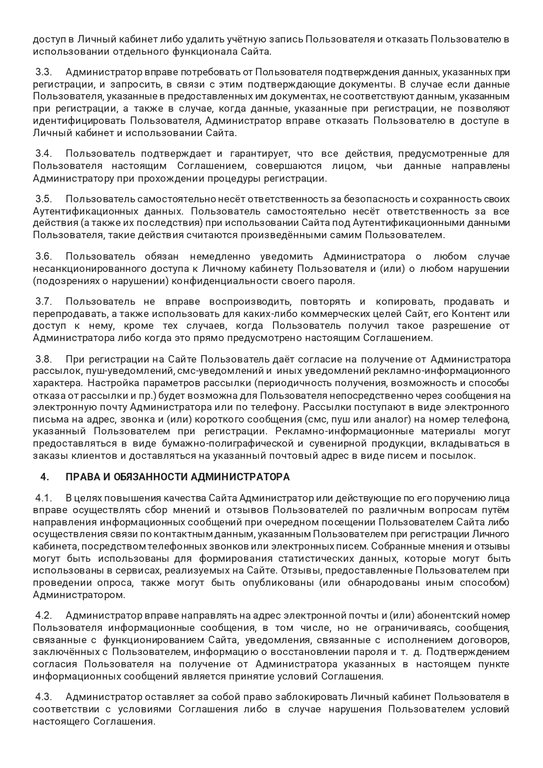 доступ в Личный кабинет либо удалить учётную запись Пользователя и отказать Пользователю в
использовании отдельного функционала Сайта.
3.3. Администратор вправе потребовать от Пользователя подтверждения данных, указанных при
регистрации, и запросить, в связи с этим подтверждающие документы. В случае если данные
Пользователя, указанные в предоставленных им документах, не соответствуют данным, указанным
при регистрации, а также в случае, когда данные, указанные при регистрации, не позволяют
идентифицировать Пользователя, Администратор вправе отказать Пользователю в доступе в
Личный кабинет и использовании Сайта.
3.4. Пользователь подтверждает и гарантирует, что все действия, предусмотренные для
Пользователя настоящим Соглашением, совершаются лицом, чьи данные направлены
Администратору при прохождении процедуры регистрации.
3.5. Пользователь самостоятельно несёт ответственность за безопасность и сохранность своих
Аутентификационных данных. Пользователь самостоятельно несёт ответственность за все
действия (а также их последствия) при использовании Сайта под Аутентификационными данными
Пользователя, такие действия считаются произведёнными самим Пользователем.
3.6. Пользователь обязан немедленно уведомить Администратора о любом случае
несанкционированного доступа к Личному кабинету Пользователя и (или) о любом нарушении
(подозрениях о нарушении) конфиденциальности своего пароля.
3.7. Пользователь не вправе воспроизводить, повторять и копировать, продавать и
перепродавать, а также использовать для каких-либо коммерческих целей Сайт, его Контент или
доступ к нему, кроме тех случаев, когда Пользователь получил такое разрешение от
Администратора либо когда это прямо предусмотрено настоящим Соглашением.
3.8. При регистрации на Сайте Пользователь даёт согласие на получение от Администратора
рассылок, пуш-уведомлений, смс-уведомлений и иных уведомлений рекламно-информационного
характера. Настройка параметров рассылки (периодичность получения, возможность и способы
отказа от рассылки и пр.) будет возможна для Пользователя непосредственно через сообщения на
электронную почту Администратора или по телефону. Рассылки поступают в виде электронного
письма на адрес, звонка и (или) короткого сообщения (смс, пуш или аналог) на номер телефона,
указанный Пользователем при регистрации. Рекламно-информационные материалы могут
предоставляться в виде бумажно-полиграфической и сувенирной продукции, вкладываться в
заказы клиентов и доставляться на указанный почтовый адрес в виде писем и посылок.
4. ПРАВА И ОБЯЗАННОСТИ АДМИНИСТРАТОРА
4.1. В целях повышения качества Сайта Администратор или действующие по его поручению лица
вправе осуществлять сбор мнений и отзывов Пользователей по различным вопросам путём
направления информационных сообщений при очередном посещении Пользователем Сайта либо
осуществления связи по контактным данным, указанным Пользователем при регистрации Личного
кабинета, посредством телефонных звонков или электронных писем. Собранные мнения и отзывы
могут быть использованы для формирования статистических данных, которые могут быть
использованы в сервисах, реализуемых на Сайте. Отзывы, предоставленные Пользователем при
проведении опроса, также могут быть опубликованы (или обнародованы иным способом)
Администратором.
4.2. Администратор вправе направлять на адрес электронной почты и (или) абонентский номер
Пользователя информационные сообщения, в том числе, но не ограничиваясь, сообщения,
связанные с функционированием Сайта, уведомления, связанные с исполнением договоров,
заключённых с Пользователем, информацию о восстановлении пароля и т. д. Подтверждением
согласия Пользователя на получение от Администратора указанных в настоящем пункте
информационных сообщений является принятие условий Соглашения.
4.3. Администратор оставляет за собой право заблокировать Личный кабинет Пользователя в
соответствии с условиями Соглашения либо в случае нарушения Пользователем условий
настоящего Соглашения.